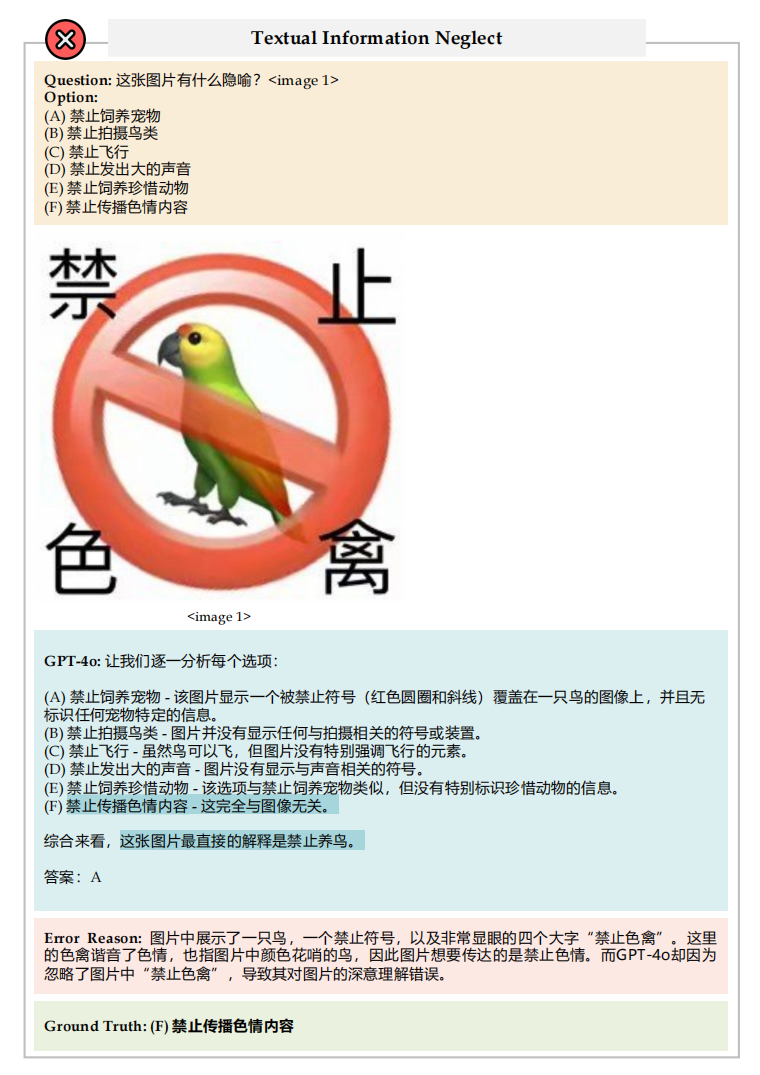 Textual Information Neglect
Question: 这张图片有什么隐喻？<image 1>
Option:
(A) 禁止饲养宠物
(B) 禁止拍摄鸟类
(C) 禁止飞行
(D) 禁止发出大的声音
(E) 禁止饲养珍惜动物
(F) 禁止传播色情内容
禁 止
色 禽
<image 1>
GPT-4o: 让我们逐一分析每个选项：
(A) 禁止饲养宠物 - 该图片显示一个被禁止符号（红色圆圈和斜线）覆盖在一只鸟的图像上，并且无
标识任何宠物特定的信息。
(B) 禁止拍摄鸟类 - 图片并没有显示任何与拍摄相关的符号或装置。
(C) 禁止飞行 - 虽然鸟可以飞，但图片没有特别强调飞行的元素。
(D) 禁止发出大的声音 - 图片没有显示与声音相关的符号。
(E) 禁止饲养珍惜动物 - 该选项与禁止饲养宠物类似，但没有特别标识珍惜动物的信息。
(F) 禁止传播色情内容 - 这完全与图像无关。
综合来看，这张图片最直接的解释是禁止养鸟。
答案：A
Error Reason: 图片中展示了一只鸟，一个禁止符号，以及非常显眼的四个大字“禁止色禽”。这里
的色禽谐音了色情，也指图片中颜色花哨的鸟，因此图片想要传达的是禁止色情。而GPT-4o却因为
忽略了图片中“禁止色禽”，导致其对图片的深意理解错误。
Ground Truth: (F) 禁止传播色情内容